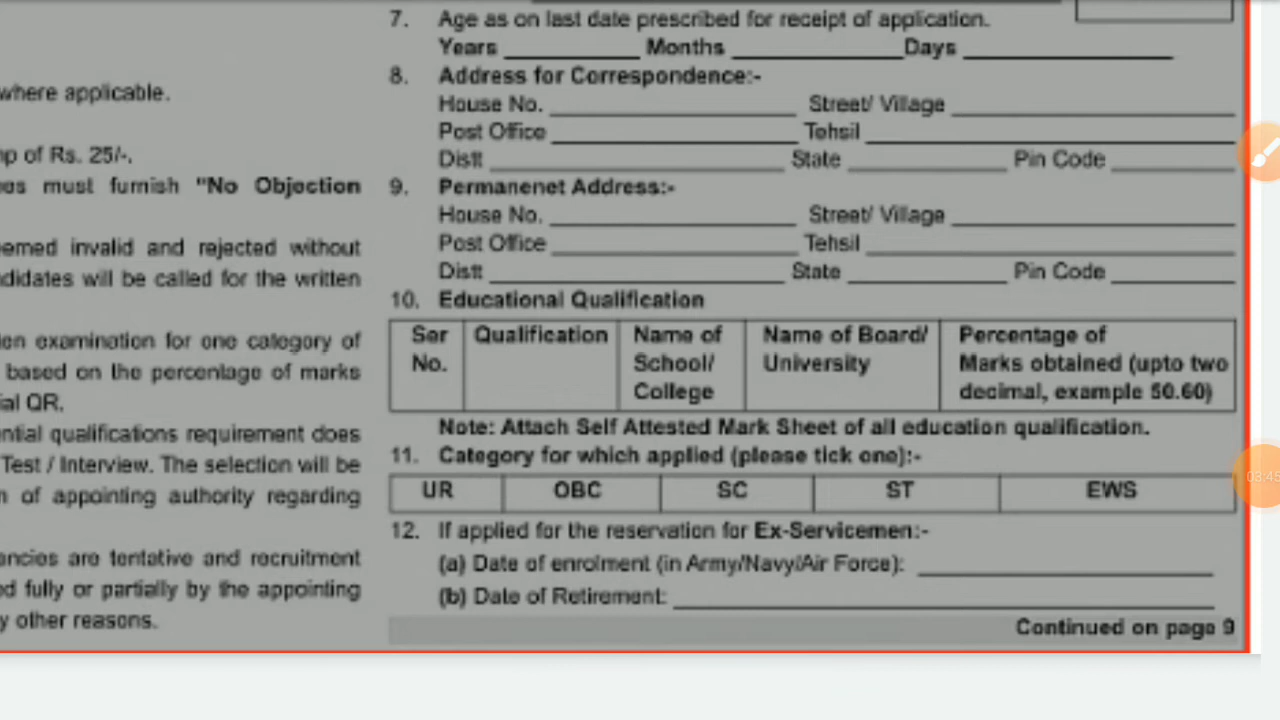 where applicable.
of Rs. 25/-.
must furnish "No Objection
invalid and rejected without
will be called for the written
examination for one category of
based on the percentage of marks
QR.
qualifications requirement does
Test / Interview. The selection will be
of appointing authority regarding
are tentative and recruitment
fully or partially by the appointing
other reasons.
7. Age as on last date prescribed for receipt of application.
Years Months Days
8. Address for Correspondence:-
House No. Street/ Village
Post Office Tehsil
Distt State Pin Code
9. Permanenet Address:-
House No. Street/ Village
Post Office Tehsil
Distt State Pin Code
10. Educational Qualification
Ser No. Qualification Name of School/ College Name of Board/ University Percentage of Marks obtained (upto two decimal, example 50.60)
Note: Attach Self Attested Mark Sheet of all education qualification.
11. Category for which applied (please tick one):-
UR OBC SC ST EWS
12. If applied for the reservation for Ex-Servicemen:-
(a) Date of enrolment (in Army/Navy/Air Force):
(b) Date of Retirement:
Continued on page 9
03:45